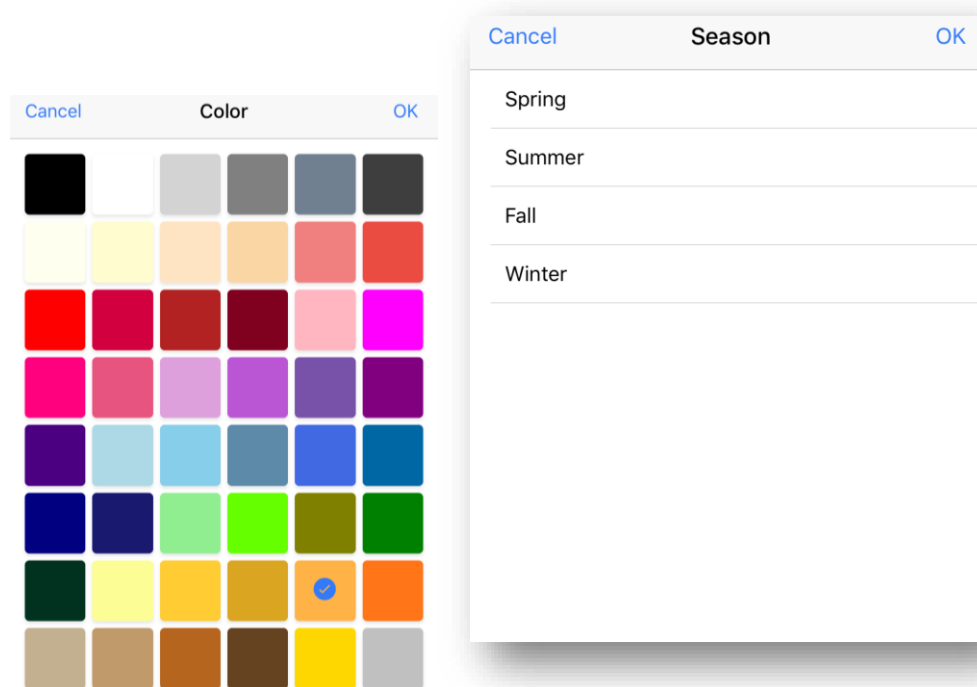 Cancel Color OK
Cancel Season OK
Spring
Summer
Fall
Winter